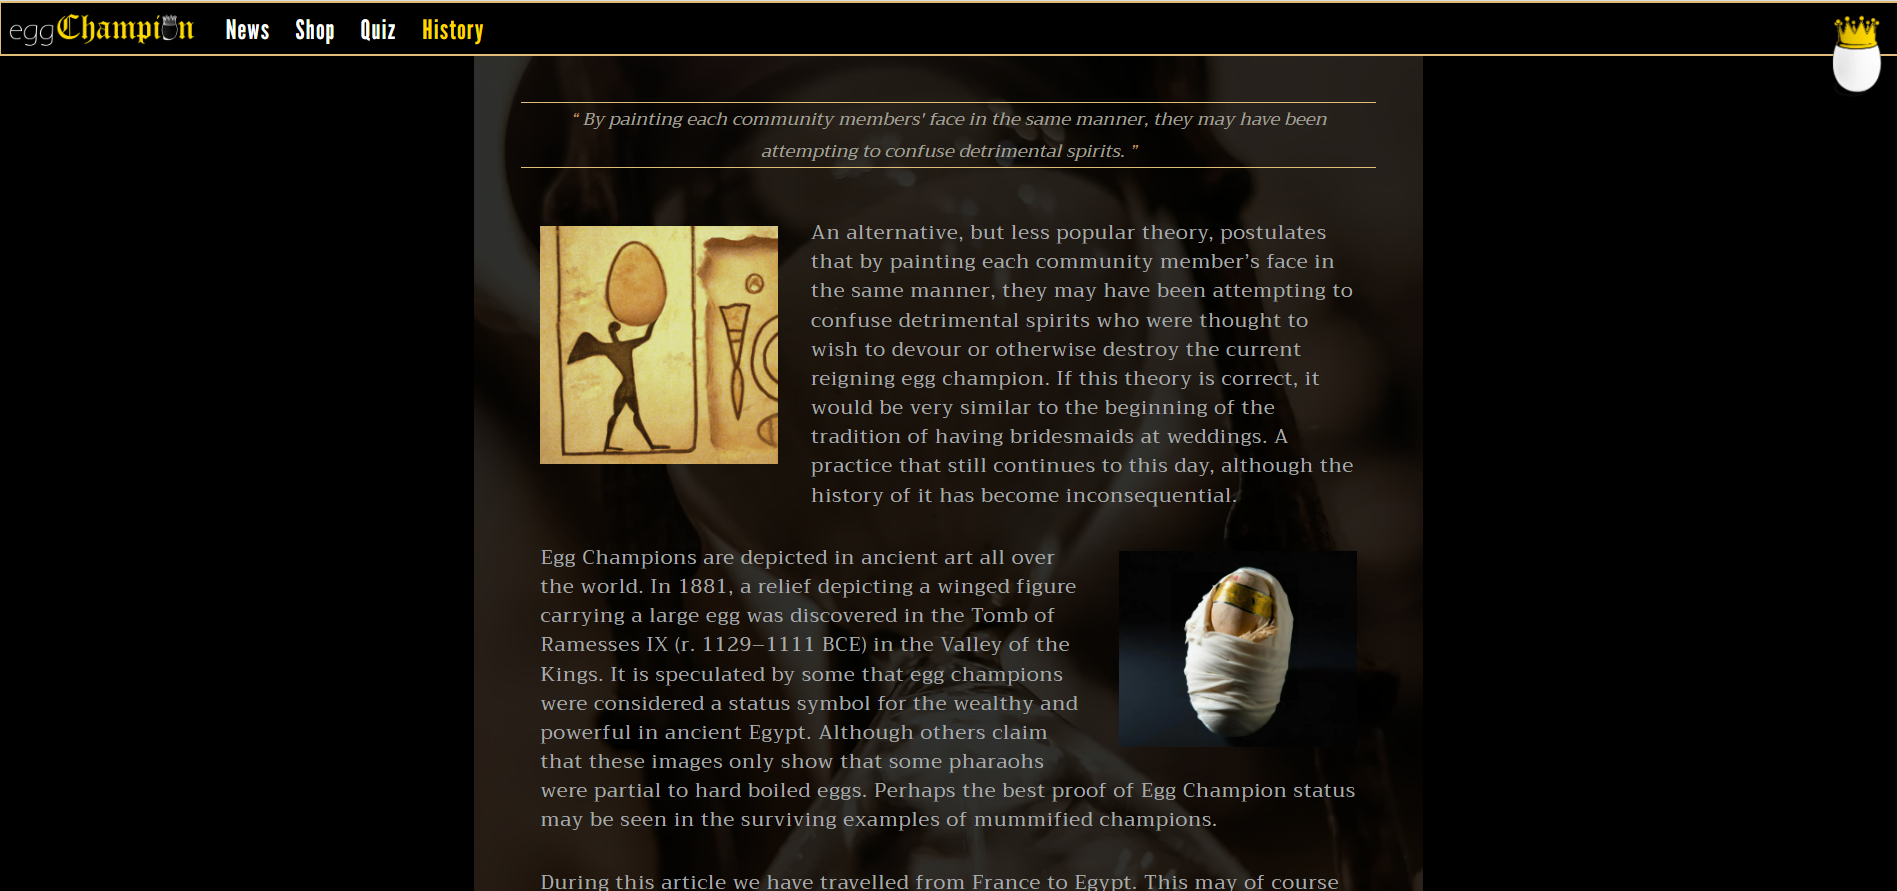 eggChampion
News
Shop
Quiz
History
“ By painting each community members' face in the same manner, they may have been
attempting to confuse detrimental spirits. ”
An alternative, but less popular theory, postulates
that by painting each community member’s face in
the same manner, they may have been attempting to
confuse detrimental spirits who were thought to
wish to devour or otherwise destroy the current
reigning egg champion. If this theory is correct, it
would be very similar to the beginning of the
tradition of having bridesmaids at weddings. A
practice that still continues to this day, although the
history of it has become inconsequential.
Egg Champions are depicted in ancient art all over
the world. In 1881, a relief depicting a winged figure
carrying a large egg was discovered in the Tomb of
Ramesses IX (r. 1129–1111 BCE) in the Valley of the
Kings. It is speculated by some that egg champions
were considered a status symbol for the wealthy and
powerful in ancient Egypt. Although others claim
that these images only show that some pharaohs
were partial to hard boiled eggs. Perhaps the best proof of Egg Champion status
may be seen in the surviving examples of mummified champions.
During this article we have travelled from France to Egypt. This may of course